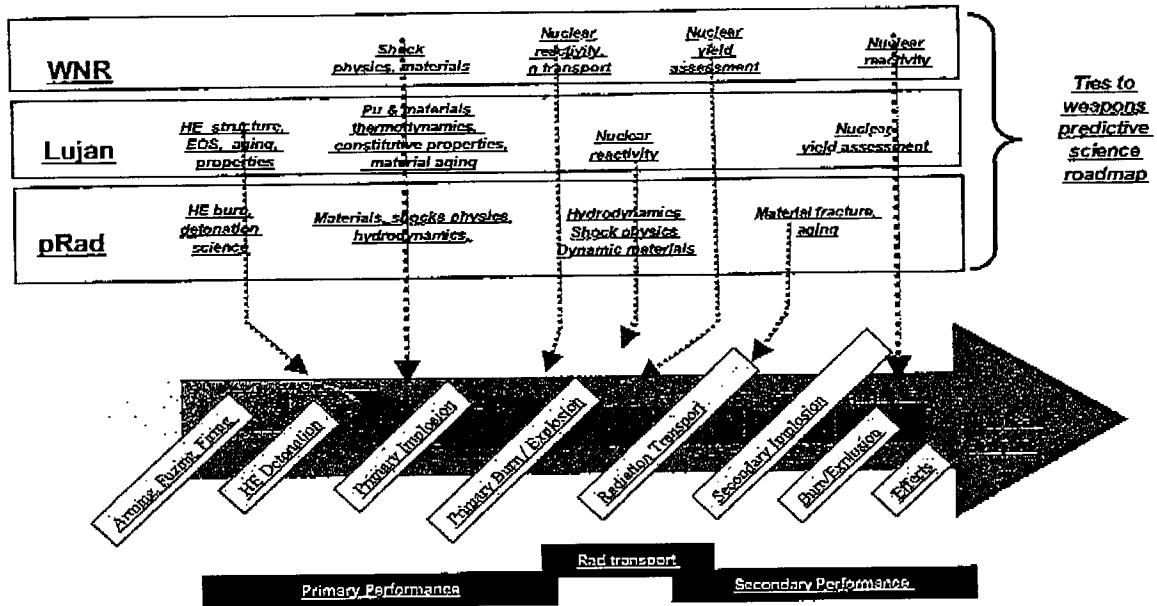 WNR
Shock
physics, materials
Nuclear
reactivity,
n transport
Nuclear
yield
assessment
Nuclear
reactivity
Lujan
HE structure,
EOS, aging,
properties
Pu & materials
thermodynamics,
constitutive properties,
material aging
Nuclear
reactivity
Nuclear
yield assessment
pRad
HE burn,
detonation
science
Materials, shocks physics,
hydrodynamics,
Hydrodynamics
Shock physics
Dynamic materials
Material fracture,
aging
Ties to
weapons
predictive
science
roadmap
Arming, Fuzing, Firing
HE Detonation
Primary Implosion
Primary Burn / Explosion
Radiation Transport
Secondary Implosion
Burn/Explosion
Effects
Rad transport
Primary Performance
Secondary Performance